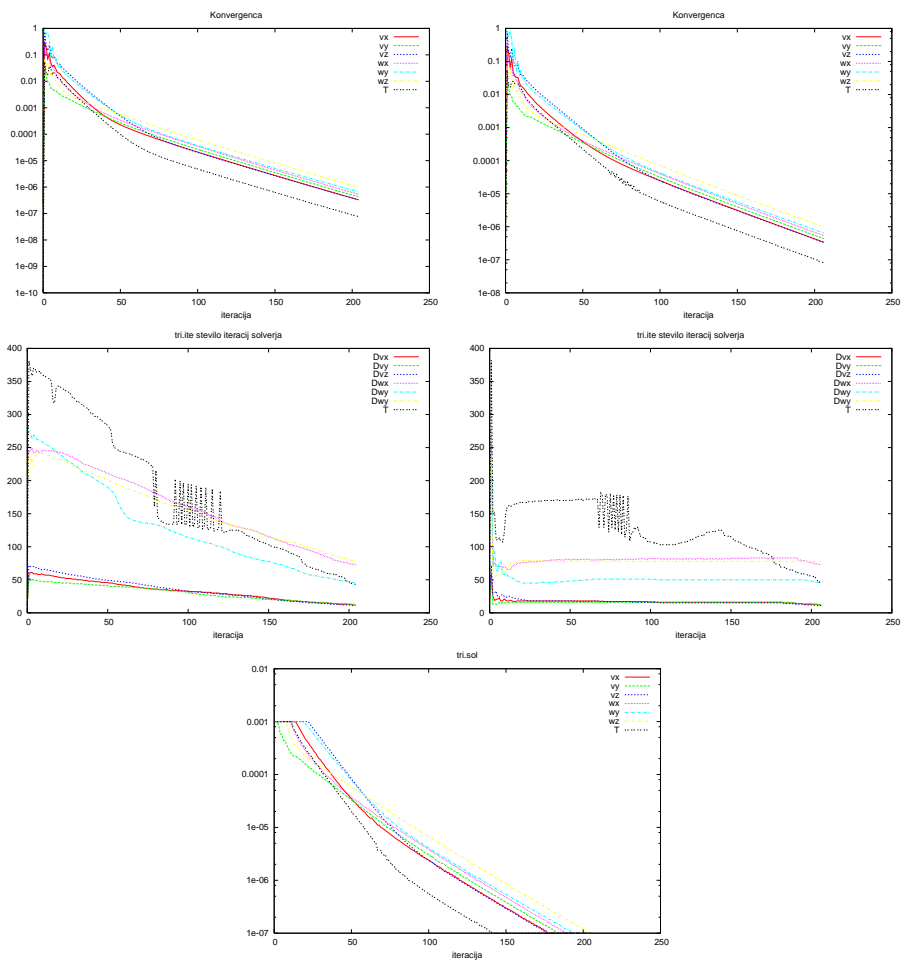 Konvergenca
1
0.1
0.01
0.001
0.0001
1e-05
1e-06
1e-07
1e-08
1e-09
1e-10
0
50
100
150
200
250
iteracija
vx
vy
vz
wx
wy
wz
T
Konvergenca
1
0.1
0.01
0.001
0.0001
1e-05
1e-06
1e-07
1e-08
0
50
100
150
200
250
iteracija
vx
vy
vz
wx
wy
wz
T
tri.ite stevilo iteracij solverja
400
350
300
250
200
150
100
50
0
0
50
100
150
200
250
iteracija
Dvx
Dvy
Dvz
Dwx
Dwy
Dwy
T
tri.ite stevilo iteracij solverja
400
350
300
250
200
150
100
50
0
0
50
100
150
200
250
iteracija
Dvx
Dvy
Dvz
Dwx
Dwy
Dwy
T
tri.sol
0.01
0.001
0.0001
1e-05
1e-06
1e-07
0
50
100
150
200
250
iteracija
vx
vy
vz
wx
wy
wz
T